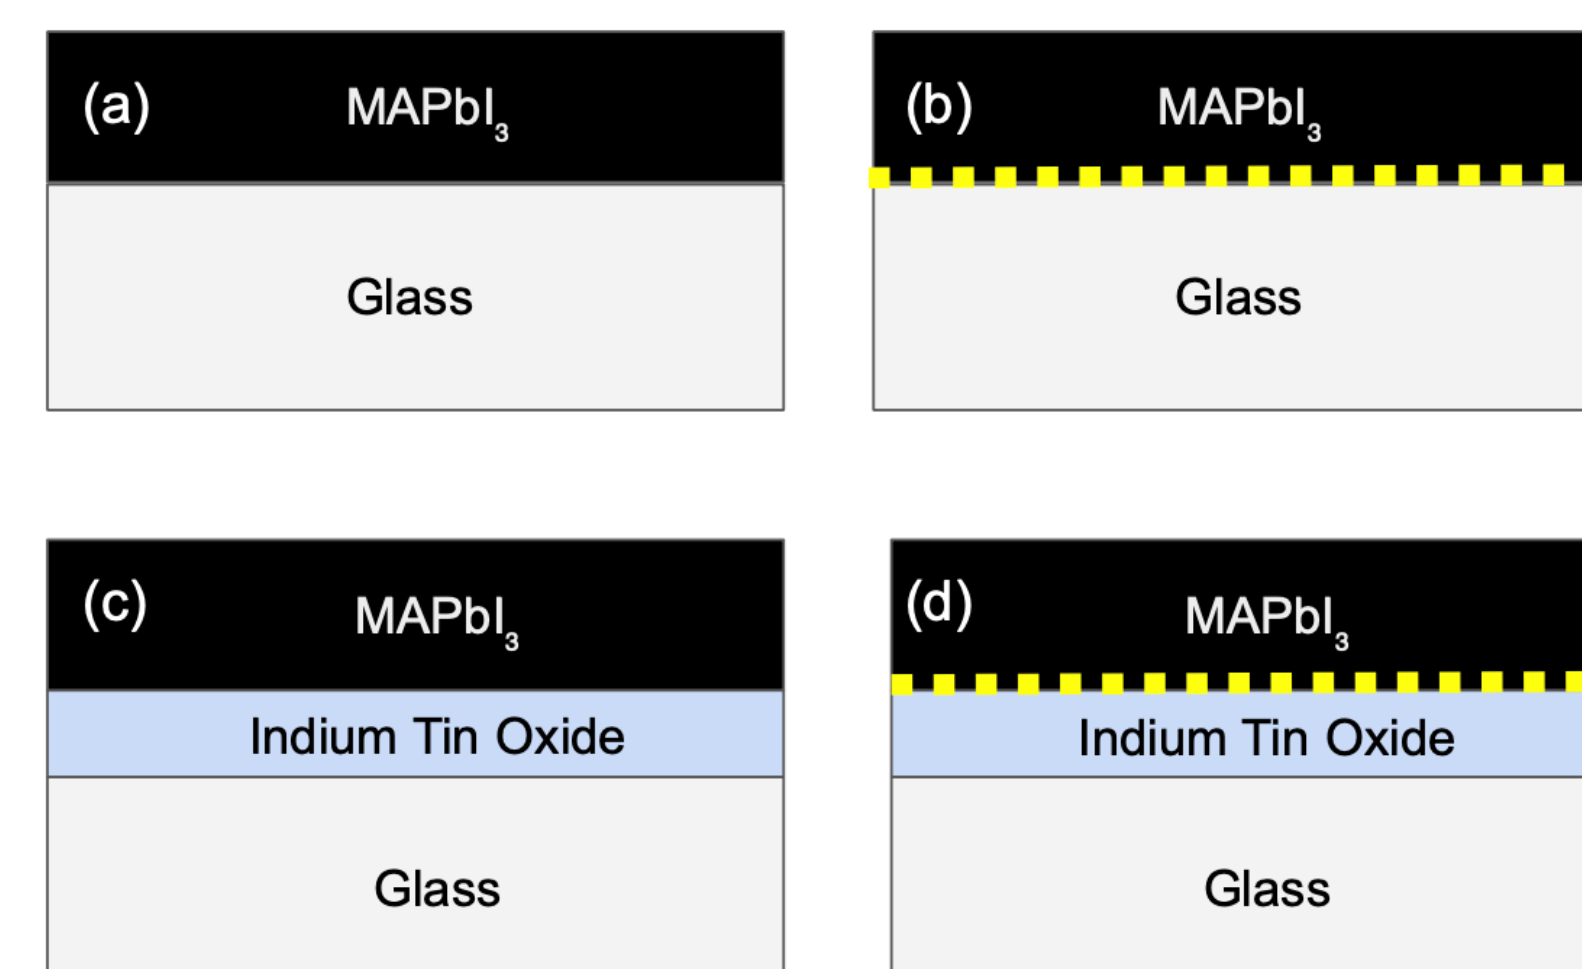 (a) MAPbI₃
Glass
(b) MAPbI₃
Glass
(c) MAPbI₃
Indium Tin Oxide
Glass
(d) MAPbI₃
Indium Tin Oxide
Glass